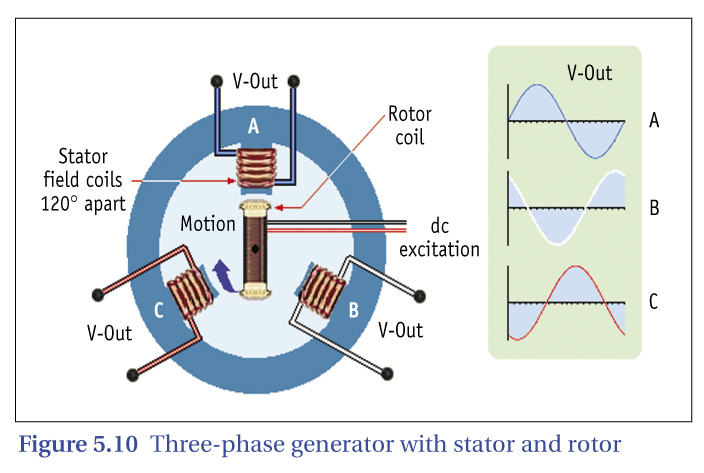 V-Out
V-Out
A
Rotor
coil
A
Stator
field coils
120° apart
Motion
dc
excitation
B
C
B
V-Out
V-Out
C
Figure 5.10 Three-phase generator with stator and rotor